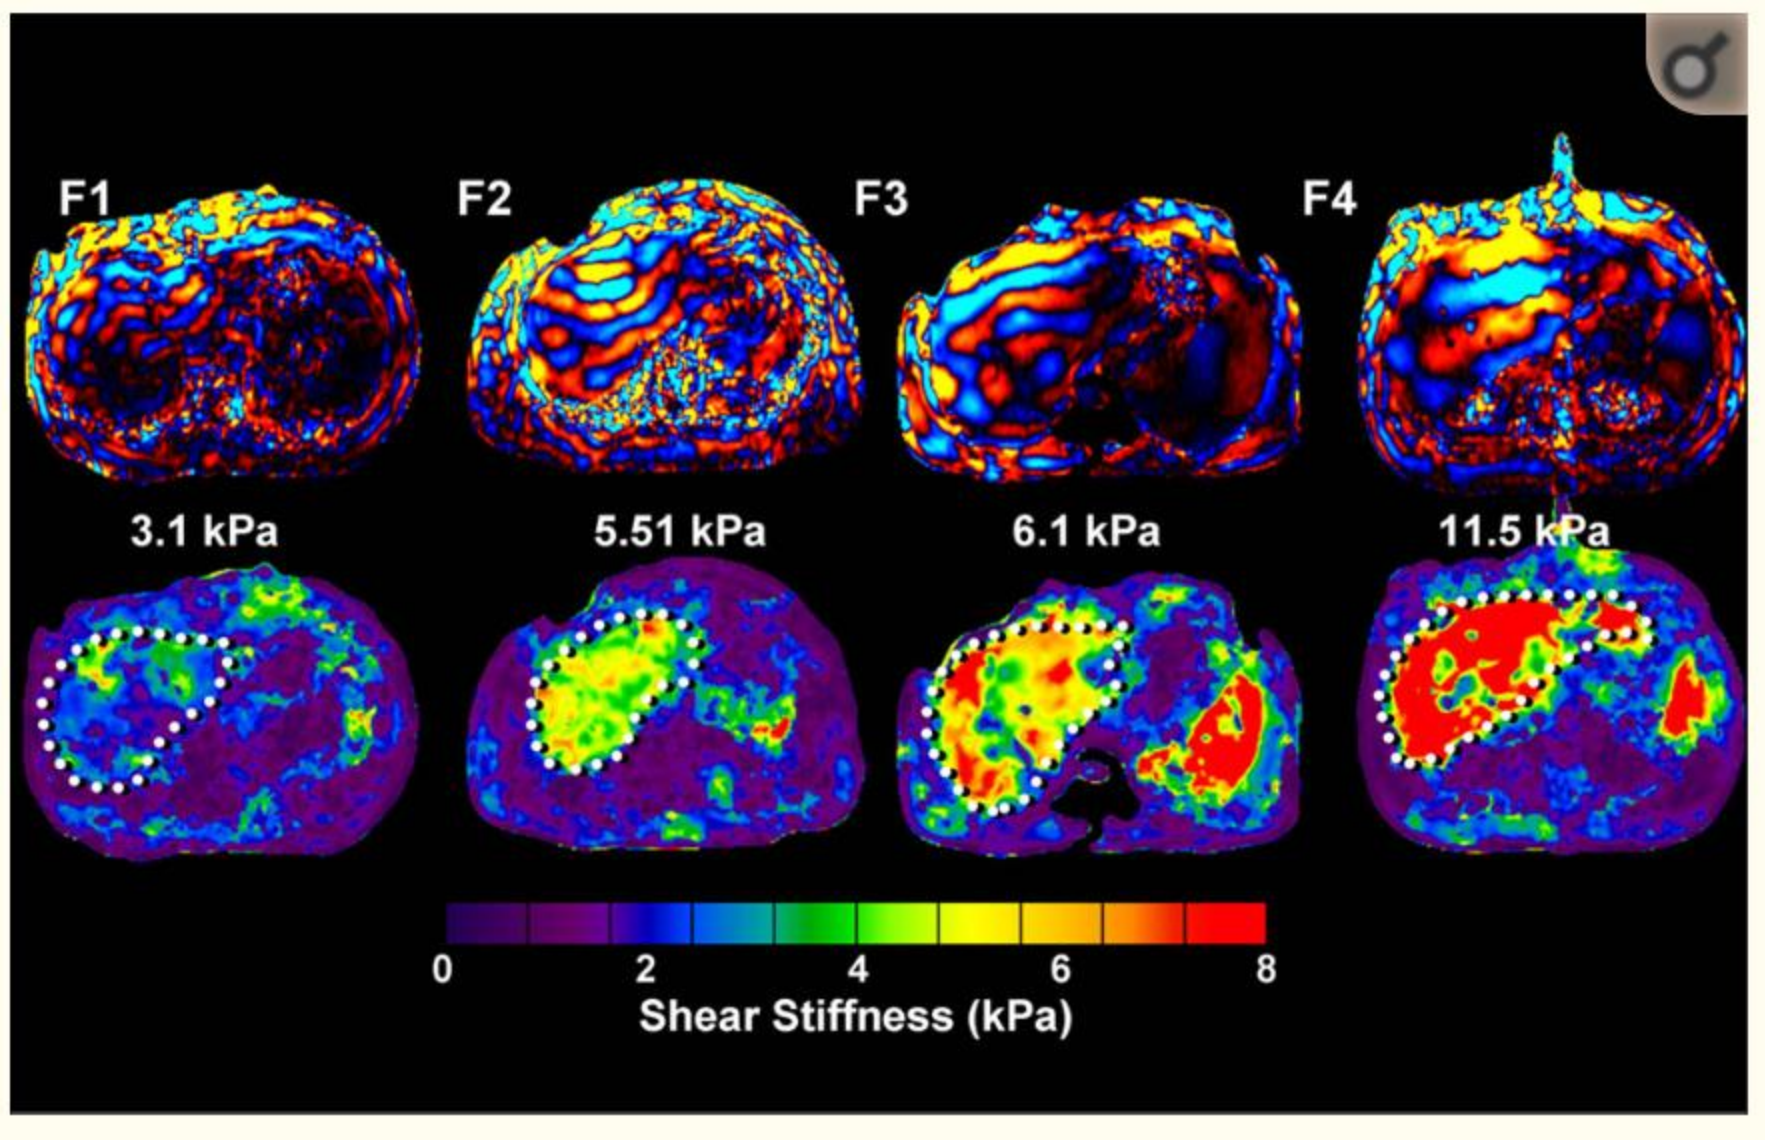 F1 F2 F3 F4
3.1 kPa 5.51 kPa 6.1 kPa 11.5 kPa
0 2 4 6 8
Shear Stiffness (kPa)